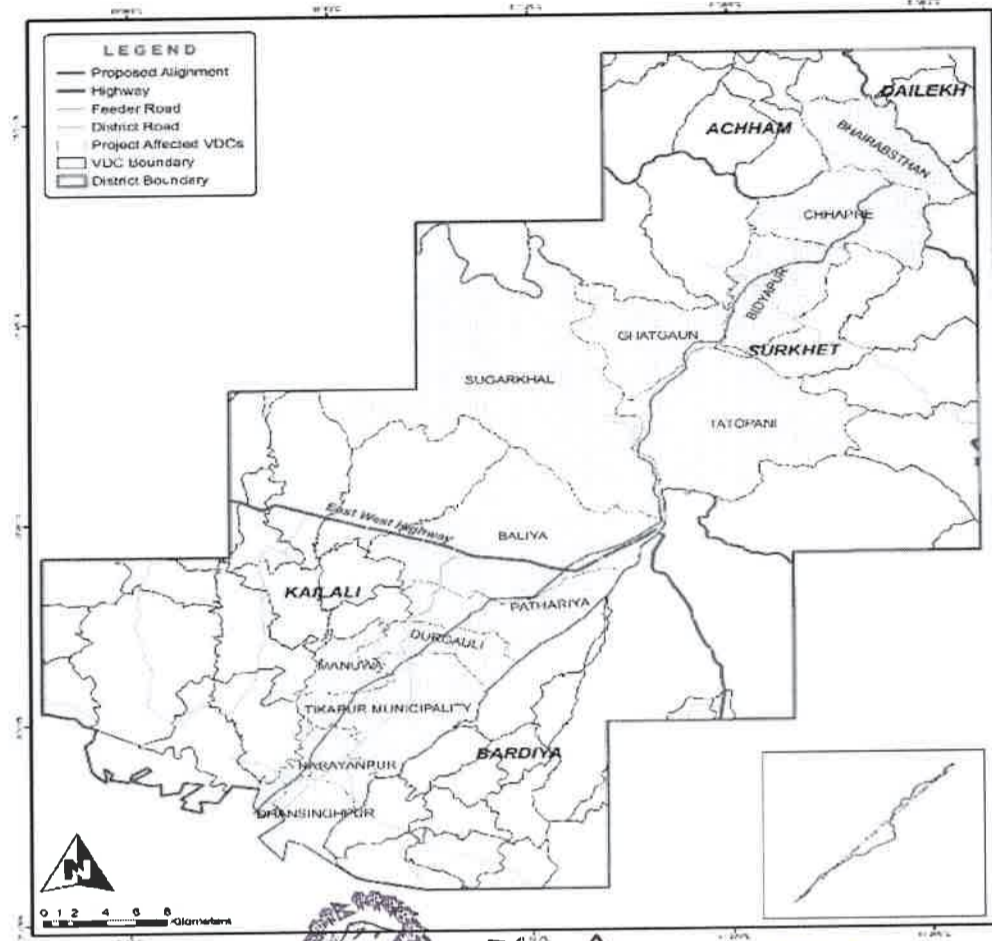 LEGEND
Proposed Alignment
Highway
Feeder Road
District Road
Project Affected VDCs
VDC Boundary
District Boundary
DAILEKH
ACHHAM
BHAIRABSTHAN
CHHAPRE
BIDYAPUR
GHATGAUN
SURKHET
SUGARKHAL
TATOPANI
East West Highway
BALIYA
KAILALI
PATHARIYA
DURGAULI
MANUWA
TIKAPUR MUNICIPALITY
BARDIYA
NARAYANPUR
DHANSINGHPUR
N
0 1 2 4 6 8
Kilometers